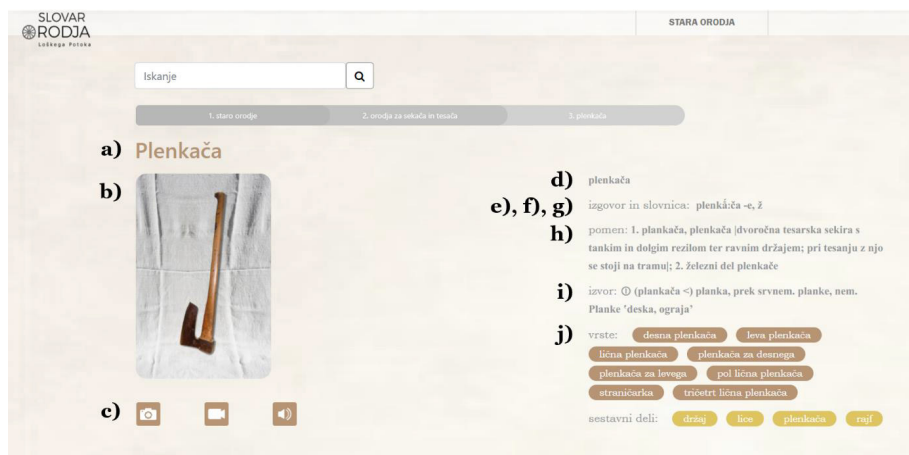 SLOVAR
ORODJA
Loškega Potoka
STARA ORODJA
Iskanje
1. staro orodje
2. orodja za sekača in tesača
3. plenkača
a) Plenkača
b)
c)
d) plenkača
e), f), g) izgovor in slovnica: plenkå:ča -e, ž
h) pomen: 1. plankača, plenkača |dvoročna tesarska sekira s
tankim in dolgim rezilom ter ravnim držajem; pri tesanju z njo
se stoji na tramu|; 2. železni del plenkače
i) izvor: ① (plankača <) planka, prek srvnem. planke, nem.
Planke 'deska, ograja'
j) vrste: desna plenkača leva plenkača
lična plenkača plenkača za desnega
plenkača za levega pol lična plenkača
straničarka tričetrt lična plenkača
sestavni deli: držaj lice plenkača rajf